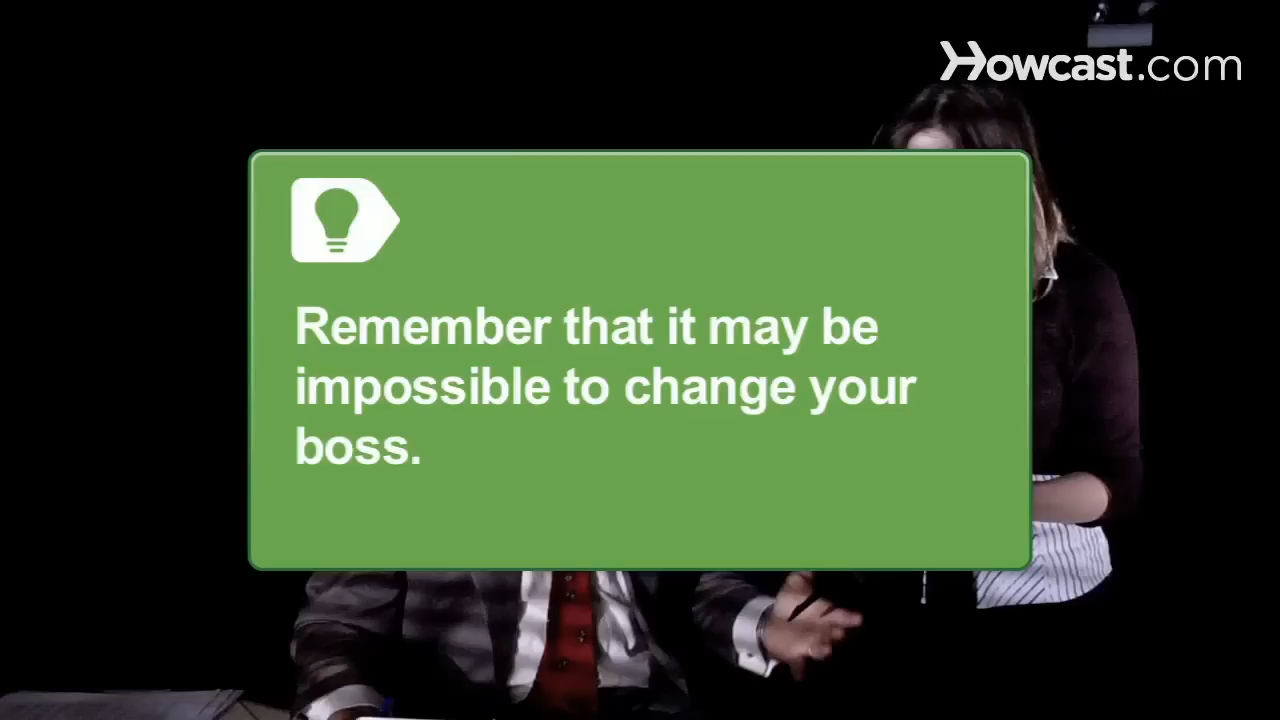 Howcast.com
Remember that it may be
impossible to change your
boss.